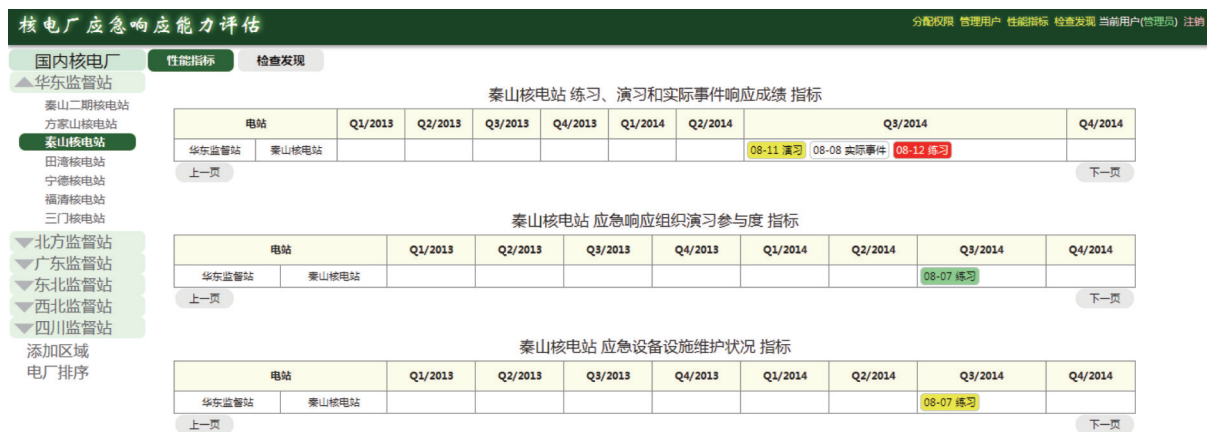 核电厂应急响应能力评估
分配权限 管理用户 性能指标 检查发现 当前用户(管理员) 注销
国内核电厂
华东监督站
秦山二期核电站
方家山核电站
秦山核电站
田湾核电站
宁德核电站
福清核电站
三门核电站
北方监督站
广东监督站
东北监督站
西北监督站
四川监督站
添加区域
电厂排序
性能指标 检查发现
秦山核电站 练习、演习和实际事件响应成绩 指标
电站 Q1/2013 Q2/2013 Q3/2013 Q4/2013 Q1/2014 Q2/2014 Q3/2014 Q4/2014
华东监督站 秦山核电站 08-11 演习 08-08 实际事件 08-12 练习
上一页 下一页
秦山核电站 应急响应组织演习参与度 指标
电站 Q1/2013 Q2/2013 Q3/2013 Q4/2013 Q1/2014 Q2/2014 Q3/2014 Q4/2014
华东监督站 秦山核电站 08-07 练习
上一页 下一页
秦山核电站 应急设备设施维护状况 指标
电站 Q1/2013 Q2/2013 Q3/2013 Q4/2013 Q1/2014 Q2/2014 Q3/2014 Q4/2014
华东监督站 秦山核电站 08-07 练习
上一页 下一页